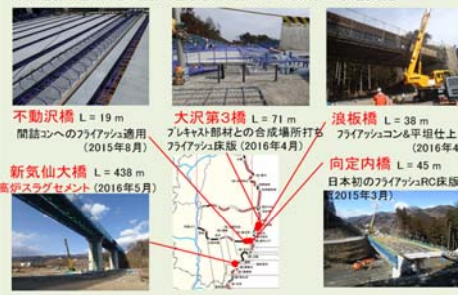 不動沢橋 L = 19 m
間詰コンへのフライアッシュ適用
(2015年8月)
大沢第3橋 L = 71 m
プレキャスト部材との合成場所打ち
フライアッシュ床版 (2016年4月)
浪板橋 L = 38 m
フライアッシュコン&平坦仕上
(2016年4
新気仙大橋 L = 438 m
高炉スラグセメント (2016年5月)
向定内橋 L = 45 m
日本初のフライアッシュRC床版
(2015年3月)